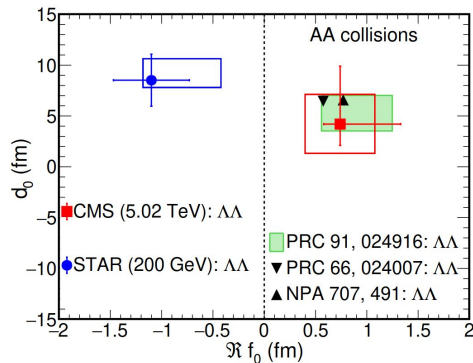 AA collisions
15
10
5
0
−5
−10
15
d0 (fm)
CMS (5.02 TeV): ΛΛ
STAR (200 GeV): ΛΛ
PRC 91, 024916: ΛΛ
PRC 66, 024007: ΛΛ
NPA 707, 491: ΛΛ
−2 −1.5 −1 −0.5 0 0.5 1 1.5 2
ℜ f0 (fm)